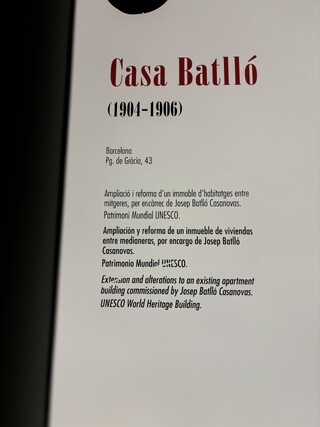 Casa Batlló
(1904-1906)
Barcelona
Pg. de Gràcia, 43
Ampliació i reforma d'un immoble d'habitatges entre
mitgeres, per encàrrec de Josep Batlló Casanovas.
Patrimoni Mundial UNESCO.
Ampliación y reforma de un inmueble de viviendas
entre medianeras, por encargo de Josep Batlló
Casanovas.
Patrimonio Mundial UNESCO.
Extension and alterations to an existing apartment
building commissioned by Josep Batlló Casanovas.
UNESCO World Heritage Building.